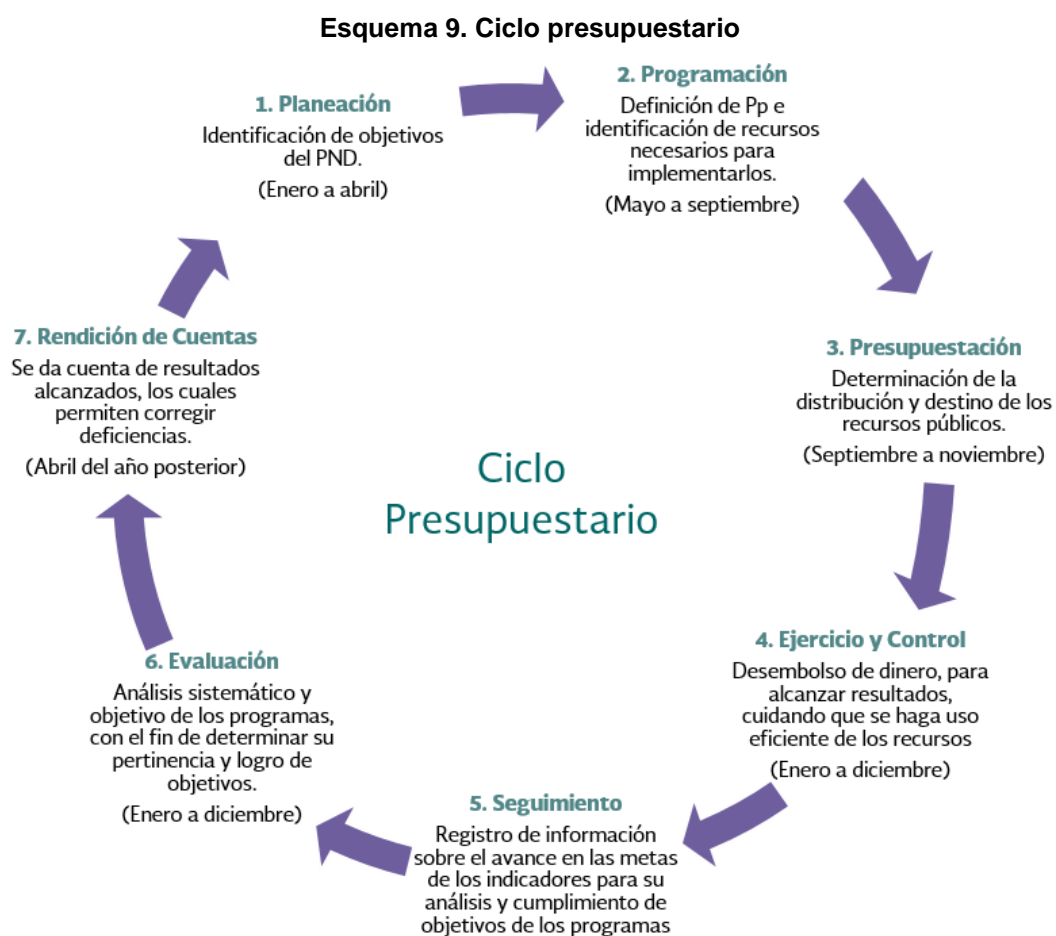 Esquema 9. Ciclo presupuestario
1. Planeación
Identificación de objetivos
del PND.
(Enero a abril)
2. Programación
Definición de Pp e
identificación de recursos
necesarios para
implementarlos.
(Mayo a septiembre)
3. Presupuestación
Determinación de la
distribución y destino de los
recursos públicos.
(Septiembre a noviembre)
4. Ejercicio y Control
Desembolso de dinero, para
alcanzar resultados,
cuidando que se haga uso
eficiente de los recursos
(Enero a diciembre)
5. Seguimiento
Registro de información
sobre el avance en las metas
de los indicadores para su
análisis y cumplimiento de
objetivos de los programas
6. Evaluación
Análisis sistemático y
objetivo de los programas,
con el fin de determinar su
pertinencia y logro de
objetivos.
(Enero a diciembre)
7. Rendición de Cuentas
Se da cuenta de resultados
alcanzados, los cuales
permiten corregir
deficiencias.
(Abril del año posterior)
Ciclo
Presupuestario